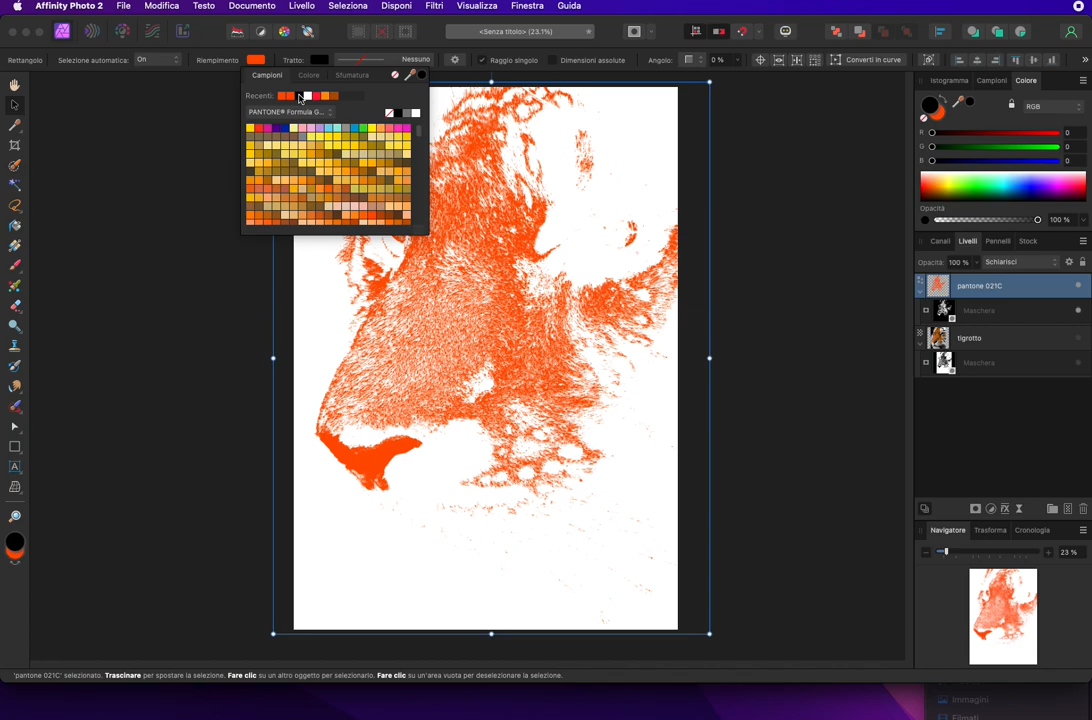 Affinity Photo 2 File Modifica Testo Documento Livello Seleziona Disponi Filtri Visualizza Finestra Guida
<Senza titolo> (23.1%)
Rettangolo Selezione automatica: On Riempimento Tratto: Nessuno Raggio singolo Dimensioni assolute Angolo: 0 % Converti in curve
Campioni Colore Sfumatura
Recenti:
PANTONE® Formula G...
Istogramma Campioni Colore
RGB
R 0
G 0
B 0
Opacità
100 %
Canali Livelli Pennelli Stock
Opacità: 100 % Schiarisci
pantone 021C
Maschera
tigrotto
Maschera
Navigatore Trasforma Cronologia
23 %
'pantone 021C' selezionato. Trascinare per spostare la selezione. Fare clic su un altro oggetto per selezionarlo. Fare clic su un'area vuota per deselezionare la selezione.
Immagini
Filmati